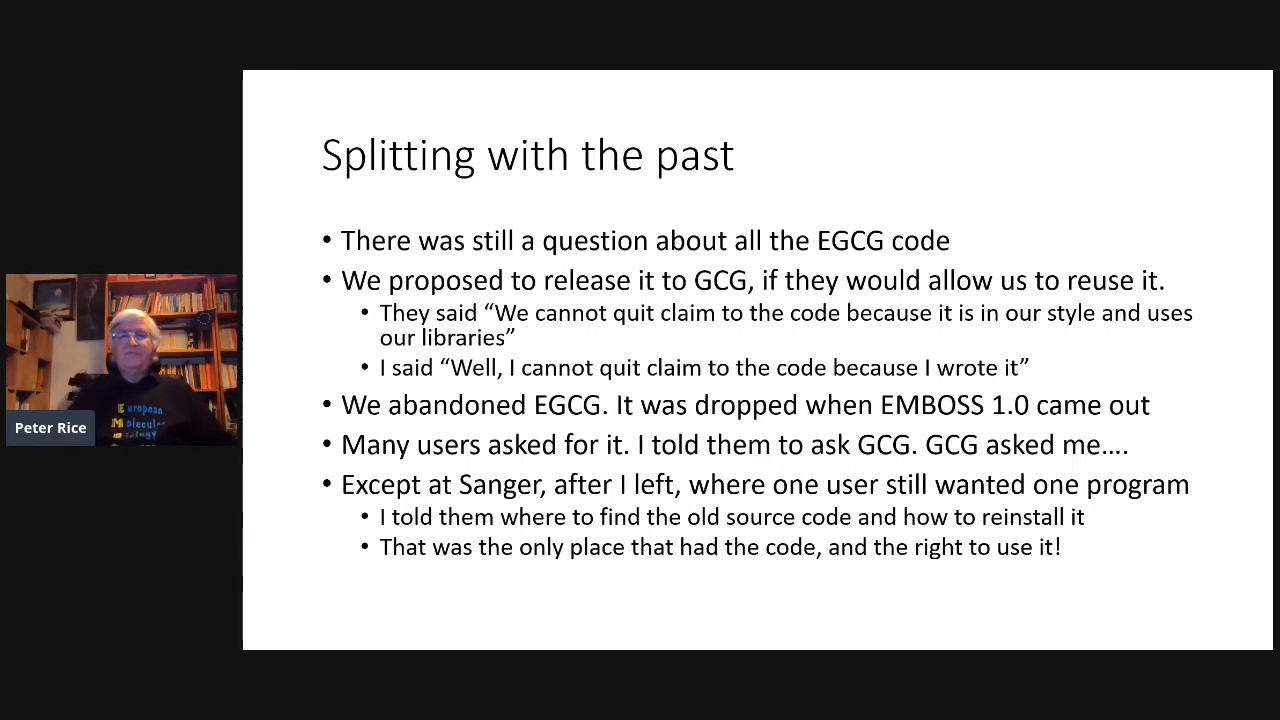 Splitting with the past
• There was still a question about all the EGCG code
• We proposed to release it to GCG, if they would allow us to reuse it.
• They said “We cannot quit claim to the code because it is in our style and uses
our libraries”
• I said “Well, I cannot quit claim to the code because I wrote it”
• We abandoned EGCG. It was dropped when EMBOSS 1.0 came out
• Many users asked for it. I told them to ask GCG. GCG asked me….
• Except at Sanger, after I left, where one user still wanted one program
• I told them where to find the old source code and how to reinstall it
• That was the only place that had the code, and the right to use it!
European
Peter Rice